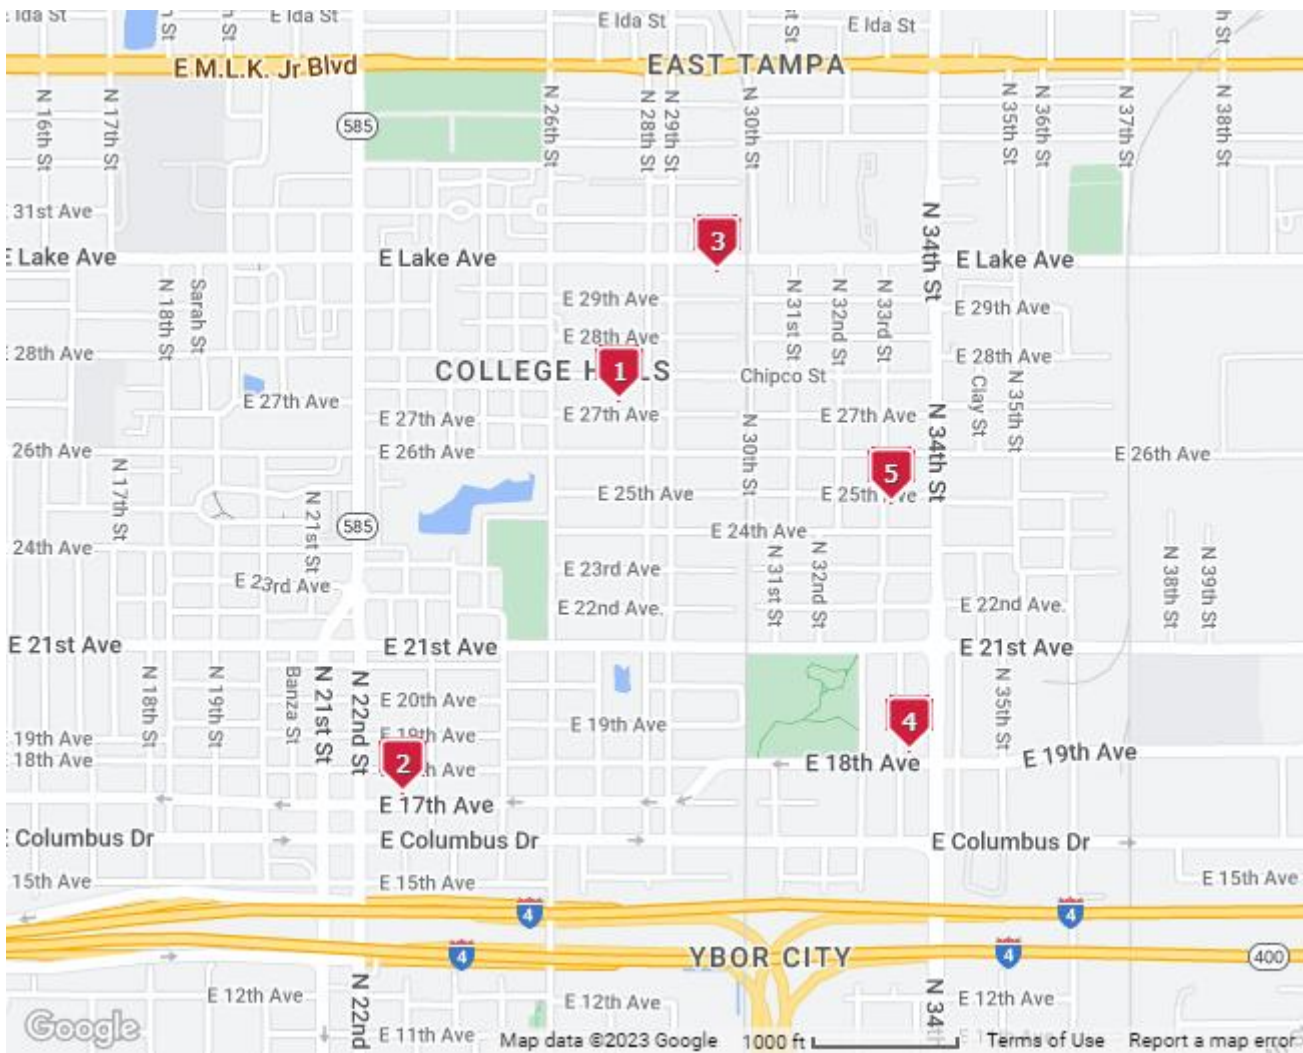 E Ida St
E Ida St
E Ida St
E M.L.K. Jr Blvd
EAST TAMPA
585
N 16th St
N 17th St
N 26th St
N 28th St
N 29th St
N 30th St
N 35th St
N 36th St
N 37th St
N 38th St
31st Ave
N 34th St
3
E Lake Ave
E Lake Ave
E Lake Ave
N 18th St
Sarah St
E 29th Ave
N 31st St
N 32nd St
N 33rd St
E 29th Ave
E 28th Ave
28th Ave
E 28th Ave
COLLEGE
1
Chipco St
Clay St
N 35th St
E 27th Ave
E 27th Ave
E 27th Ave
E 27th Ave
N 34th St
26th Ave
E 26th Ave
N 30th St
E 26th Ave
N 17th St
5
E 25th Ave
E 25th Ave
N 21st St
585
E 24th Ave
24th Ave
N 31st St
N 32nd St
N 38th St
N 39th St
E 23rd Ave
E 23rd Ave
E 22nd Ave.
E 22nd Ave.
E 21st Ave
E 21st Ave
E 21st Ave
N 18th St
N 19th St
Banza St
N 21st St
N 22nd St
N 35th St
E 20th Ave
4
E 19th Ave
19th Ave
E 19th Ave
E 19th Ave
18th Ave
2
E 18th Ave
E 17th Ave
E Columbus Dr
E Columbus Dr
E Columbus Dr
15th Ave
E 15th Ave
E 15th Ave
4
4
4
4
YBOR CITY
400
E 12th Ave
N 22nd
E 12th Ave
N 34th
E 12th Ave
Google
E 11th Ave
Map data ©2023 Google
1000 ft
Terms of Use
Report a map error